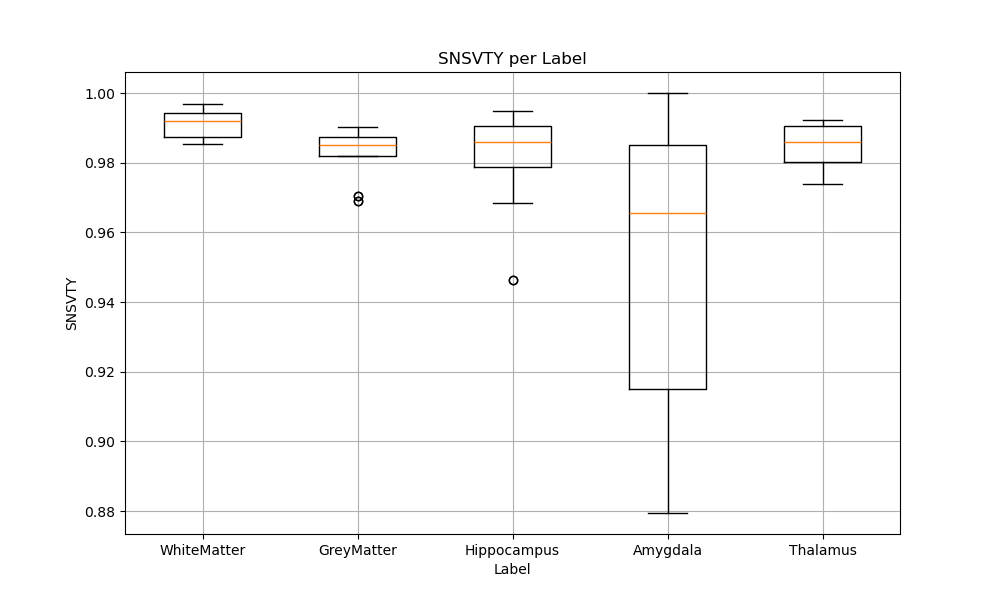 SNSVTY per Label
SNSVTY
1.00
0.98
0.96
0.94
0.92
0.90
0.88
WhiteMatter GreyMatter Hippocampus Amygdala Thalamus
Label